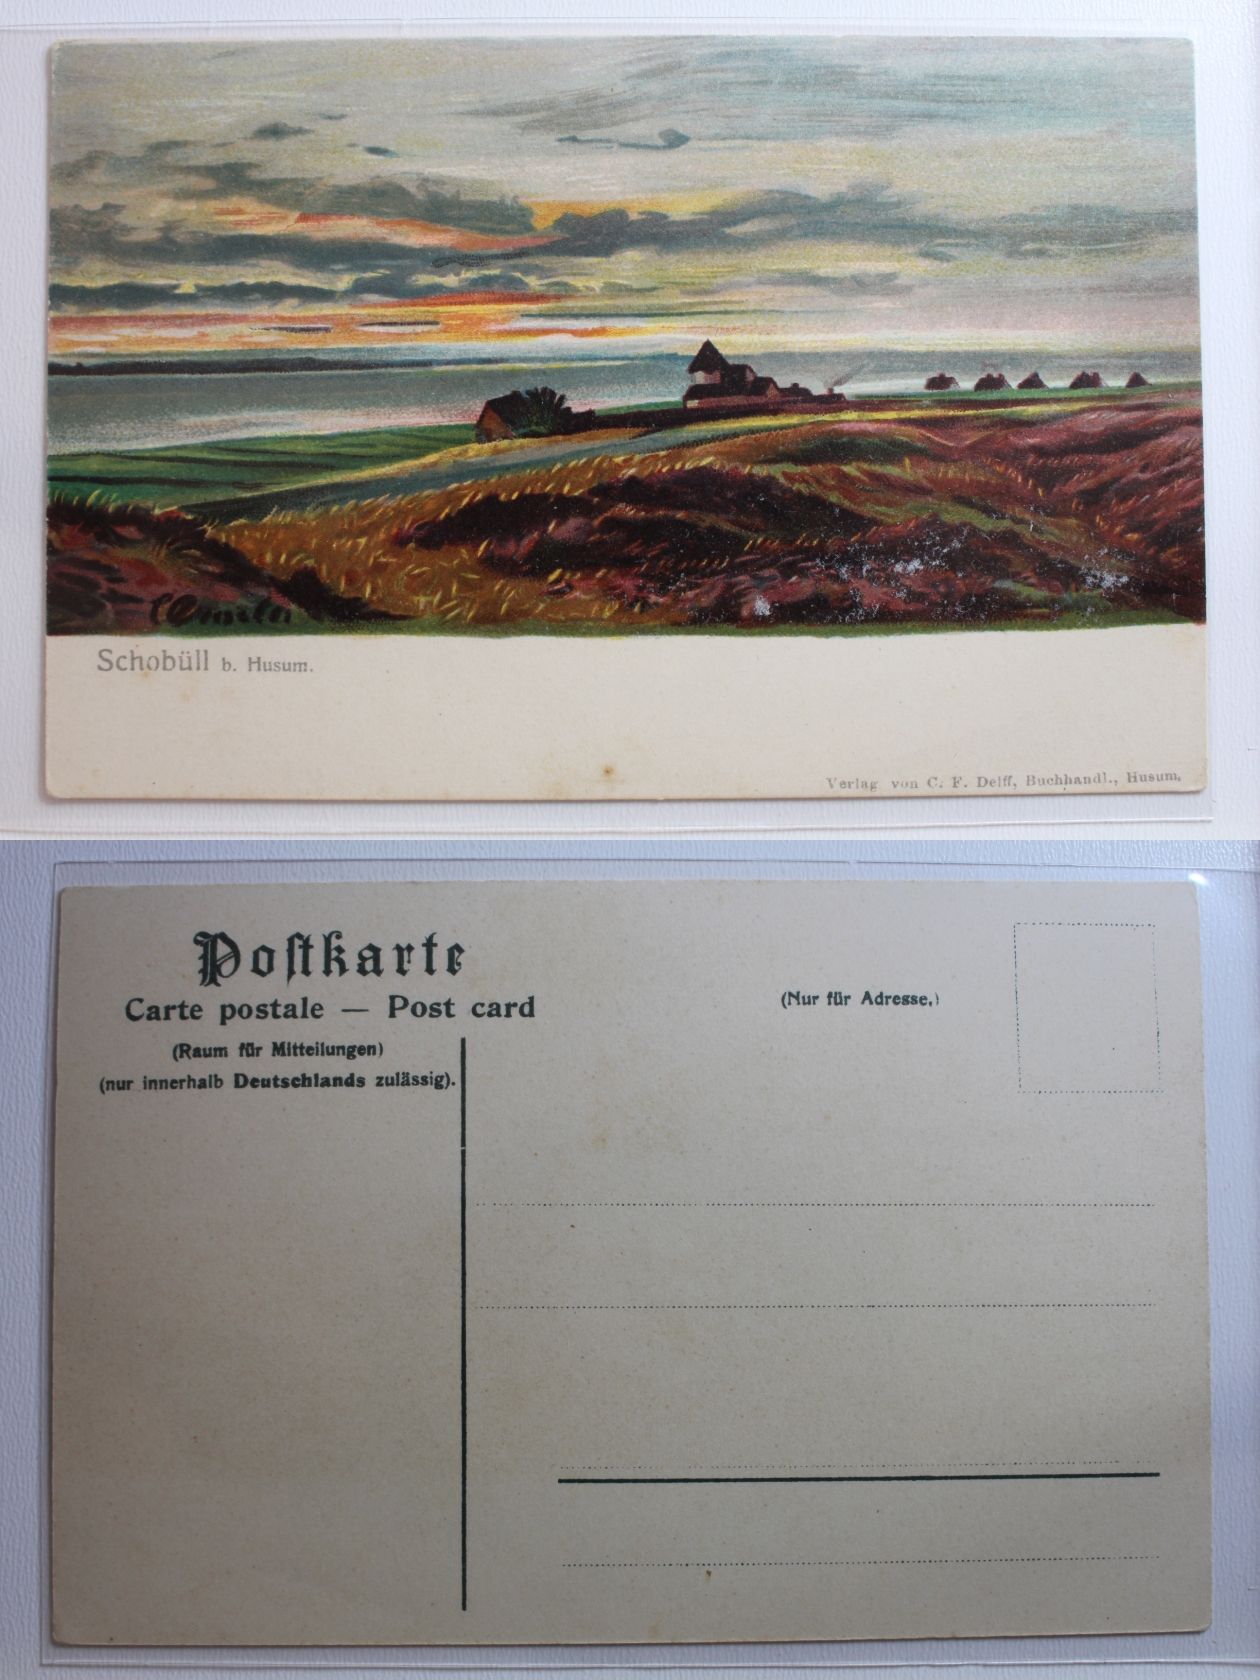 Schobüll b. Husum.
Verlag von C. F. Delff, Buchhandl., Husum.
Poſtkarte
Carte postale — Post card
(Nur für Adresse.)
(Raum für Mitteilungen)
(nur innerhalb Deutschlands zulässig).